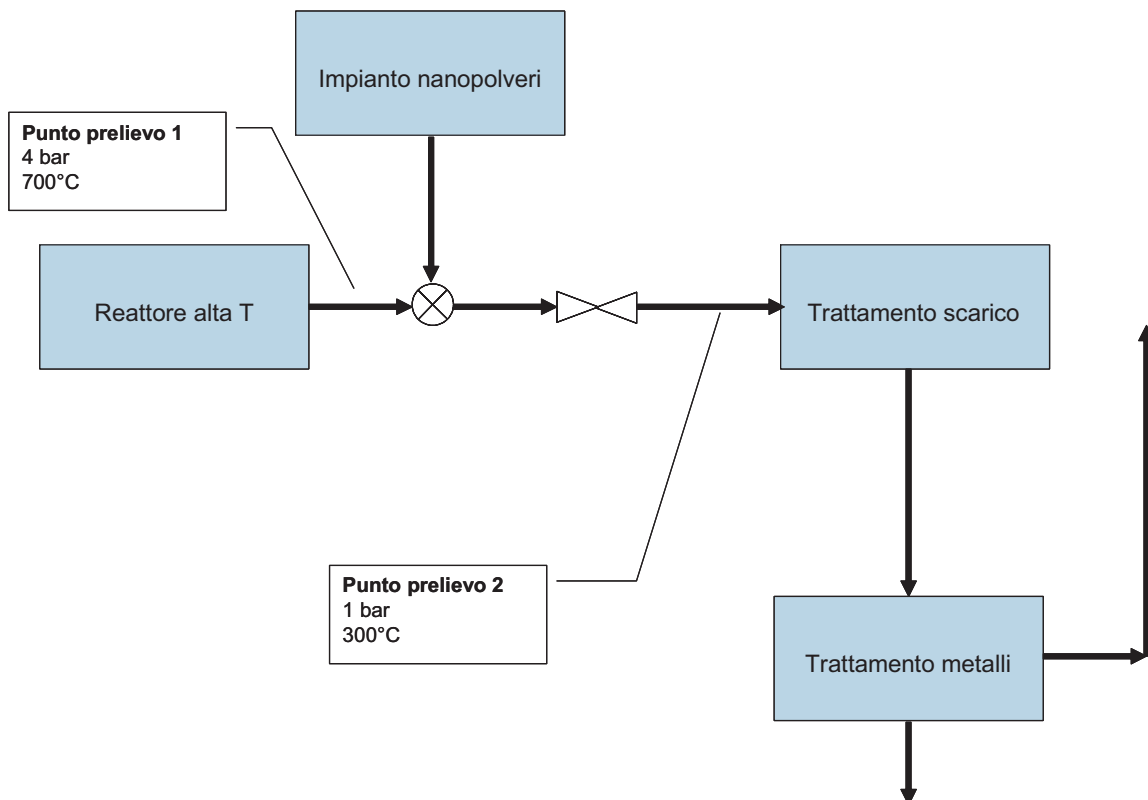 Impianto nanopolveri
Punto prelievo 1
4 bar
700°C
Reattore alta T
Trattamento scarico
Punto prelievo 2
1 bar
300°C
Trattamento metalli